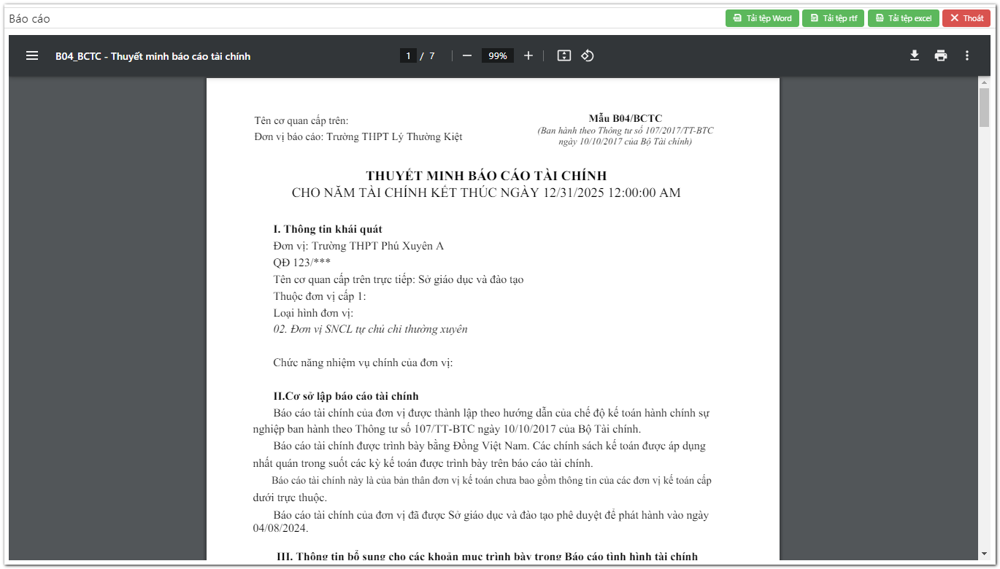 Báo cáo
Tải tệp Word
Tải tệp rtf
Tải tệp excel
Thoát
B04_BCTC - Thuyết minh báo cáo tài chính
1 / 7
99%
Tên cơ quan cấp trên:
Đơn vị báo cáo: Trường THPT Lý Thường Kiệt
Mẫu B04/BCTC
(Ban hành theo Thông tư số 107/2017/TT-BTC
ngày 10/10/2017 của Bộ Tài chính)
THUYẾT MINH BÁO CÁO TÀI CHÍNH
CHO NĂM TÀI CHÍNH KẾT THÚC NGÀY 12/31/2025 12:00:00 AM
I. Thông tin khái quát
Đơn vị: Trường THPT Phú Xuyên A
QĐ 123/***
Tên cơ quan cấp trên trực tiếp: Sở giáo dục và đào tạo
Thuộc đơn vị cấp 1:
Loại hình đơn vị:
02. Đơn vị SNCL tự chủ chi thường xuyên
Chức năng nhiệm vụ chính của đơn vị:
II.Cơ sở lập báo cáo tài chính
Báo cáo tài chính của đơn vị được thành lập theo hướng dẫn của chế độ kế toán hành chính sự
nghiệp ban hành theo Thông tư số 107/TT-BTC ngày 10/10/2017 của Bộ Tài chính.
Báo cáo tài chính được trình bày bằng Đồng Việt Nam. Các chính sách kế toán được áp dụng
nhất quán trong suốt các kỳ kế toán được trình bày trên báo cáo tài chính.
Báo cáo tài chính này là của bản thân đơn vị kế toán chưa bao gồm thông tin của các đơn vị kế toán cấp
dưới trực thuộc.
Báo cáo tài chính của đơn vị đã được Sở giáo dục và đào tạo phê duyệt để phát hành vào ngày
04/08/2024.
III. Thông tin bổ sung cho các khoản mục trình bày trong Báo cáo tình hình tài chính